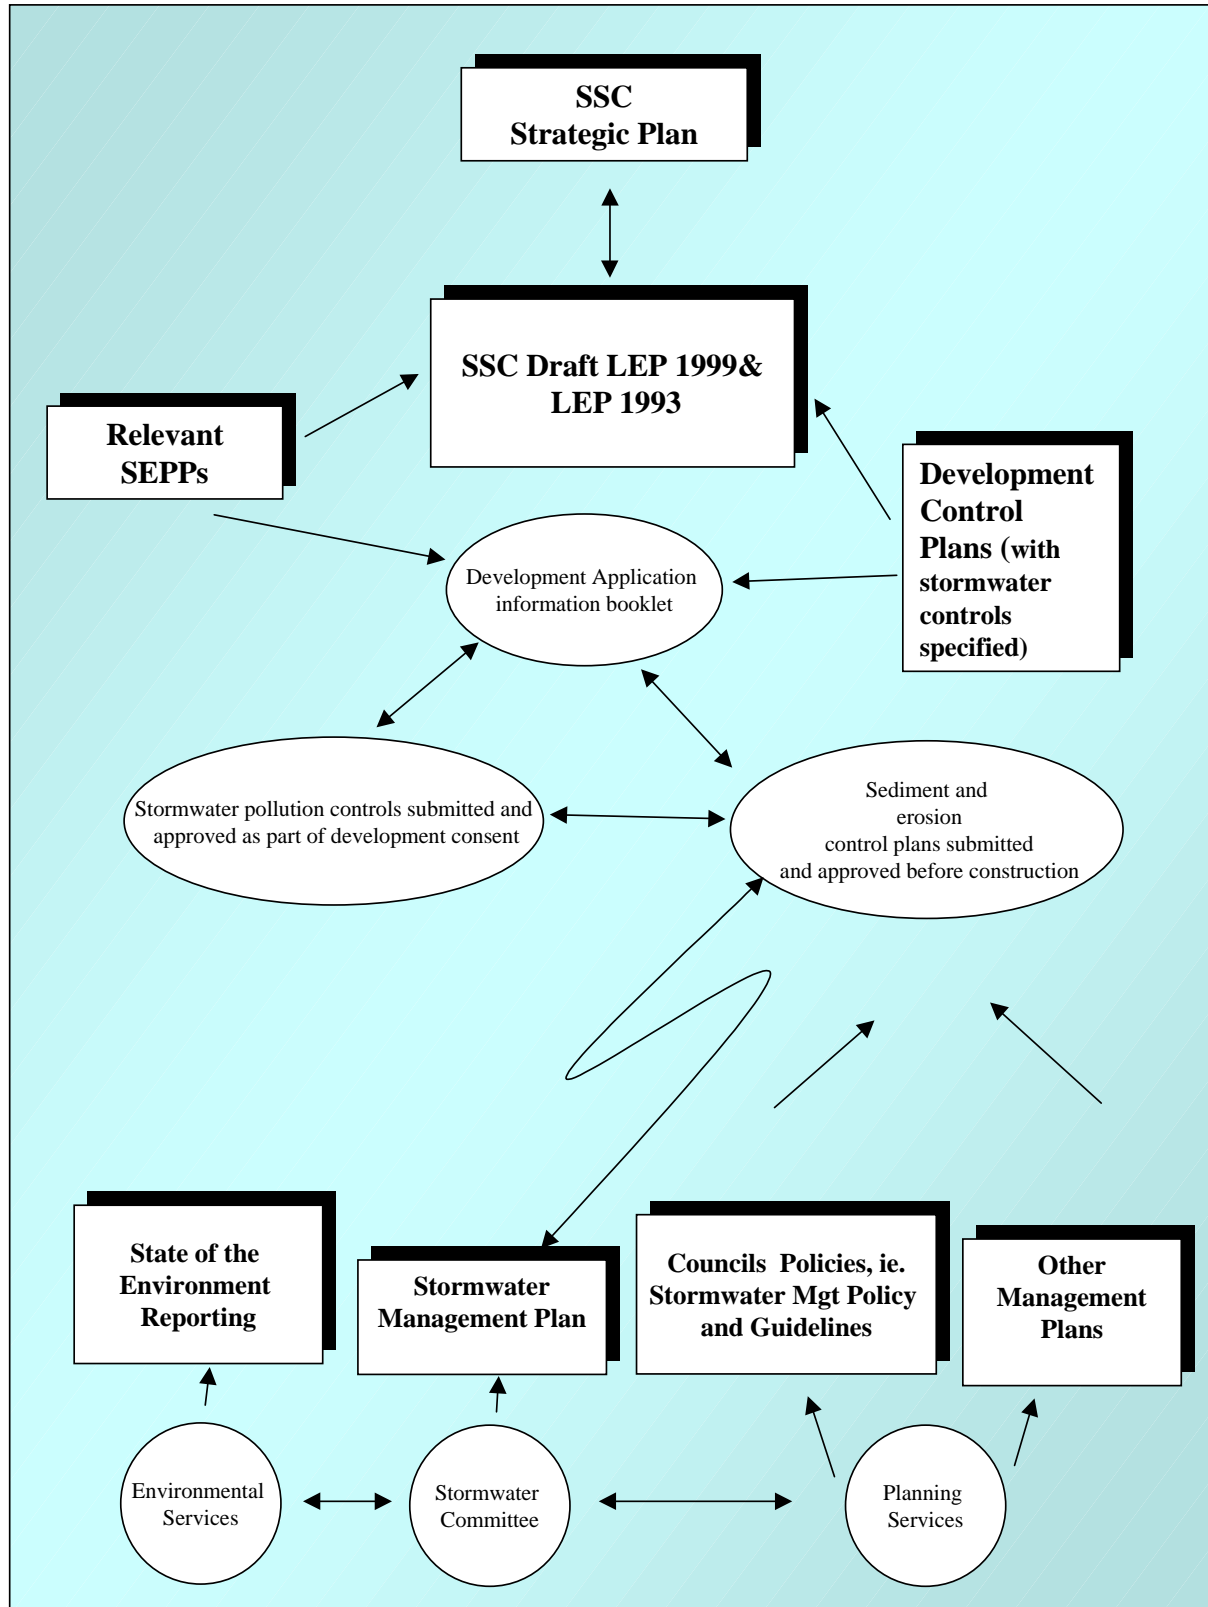 SSC
Strategic Plan
SSC Draft LEP 1999&
LEP 1993
Relevant
SEPPs
Development
Control
Plans (with
stormwater
controls
specified)
Development Application
information booklet
Stormwater pollution controls submitted and
approved as part of development consent
Sediment and
erosion
control plans submitted
and approved before construction
State of the
Environment
Reporting
Stormwater
Management Plan
Councils Policies, ie.
Stormwater Mgt Policy
and Guidelines
Other
Management
Plans
Environmental
Services
Stormwater
Committee
Planning
Services